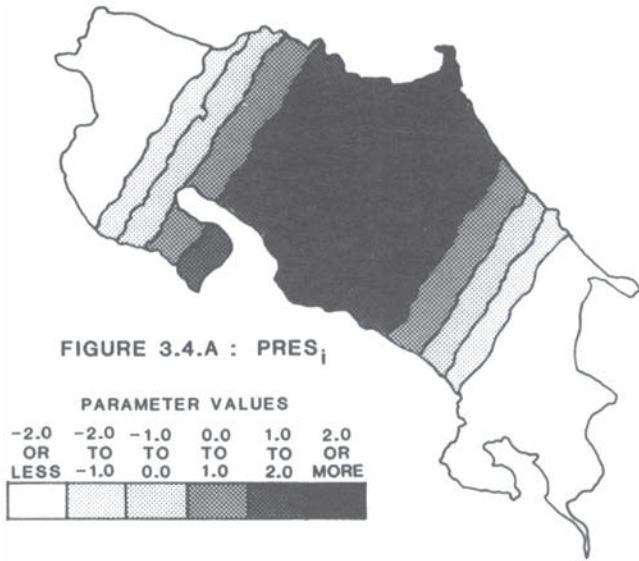 FIGURE 3.4.A : PRESi
PARAMETER VALUES
-2.0 -2.0 -1.0 0.0 1.0 2.0
OR TO TO TO TO OR
LESS -1.0 0.0 1.0 2.0 MORE